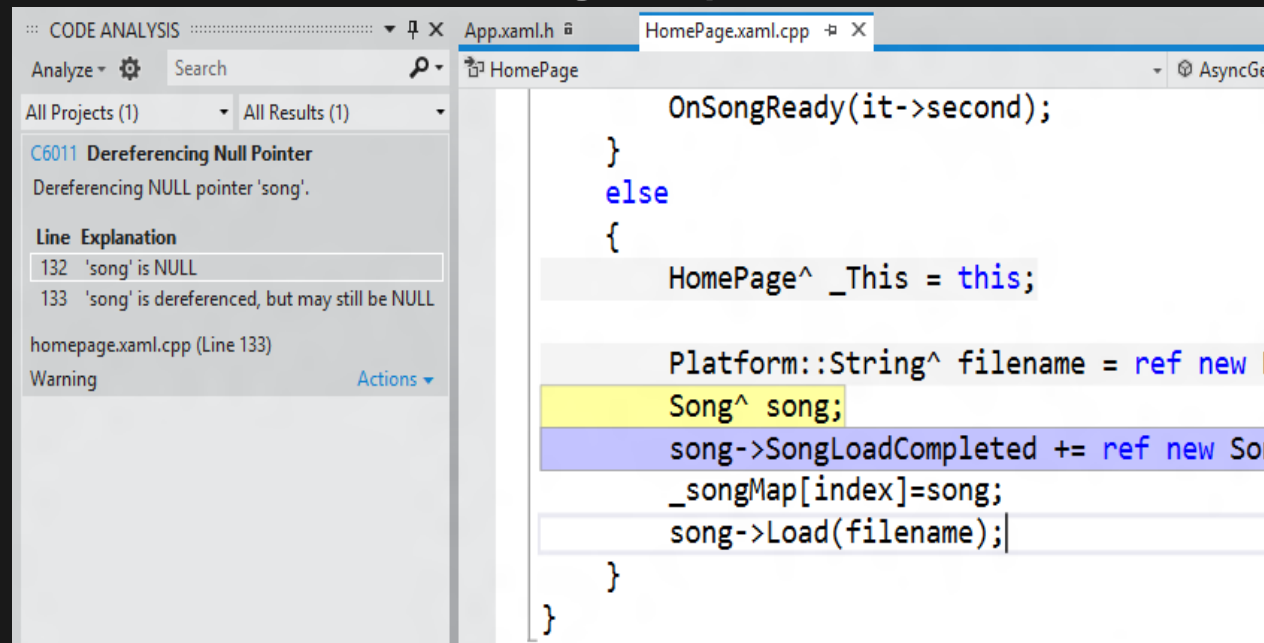 CODE ANALYSIS
Analyze
Search
All Projects (1)
All Results (1)
C6011 Dereferencing Null Pointer
Dereferencing NULL pointer 'song'.
Line Explanation
132 'song' is NULL
133 'song' is dereferenced, but may still be NULL
homepage.xaml.cpp (Line 133)
Warning
Actions
App.xaml.h
HomePage.xaml.cpp
HomePage
OnSongReady(it->second);
}
else
{
HomePage^ _This = this;
Platform::String^ filename = ref new
Song^ song;
song->SongLoadCompleted += ref new
_songMap[index]=song;
song->Load(filename);
}
}